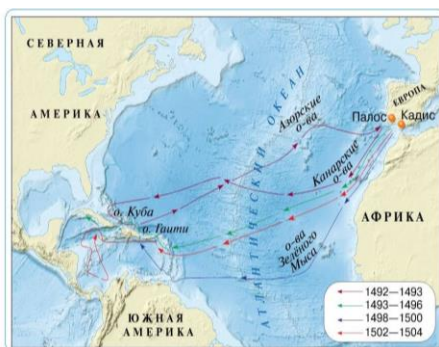 СЕВЕРНАЯ
АМЕРИКА
АТЛАНТИЧЕСКИЙ ОКЕАН
Азорские
о-ва
ЕВРОПА
Палос
Кадис
Канарские
о-ва
о. Куба
о. Гаити
АФРИКА
о-ва
Зелёного
Мыса
ЮЖНАЯ
АМЕРИКА
1492—1493
1493—1496
1498—1500
1502—1504